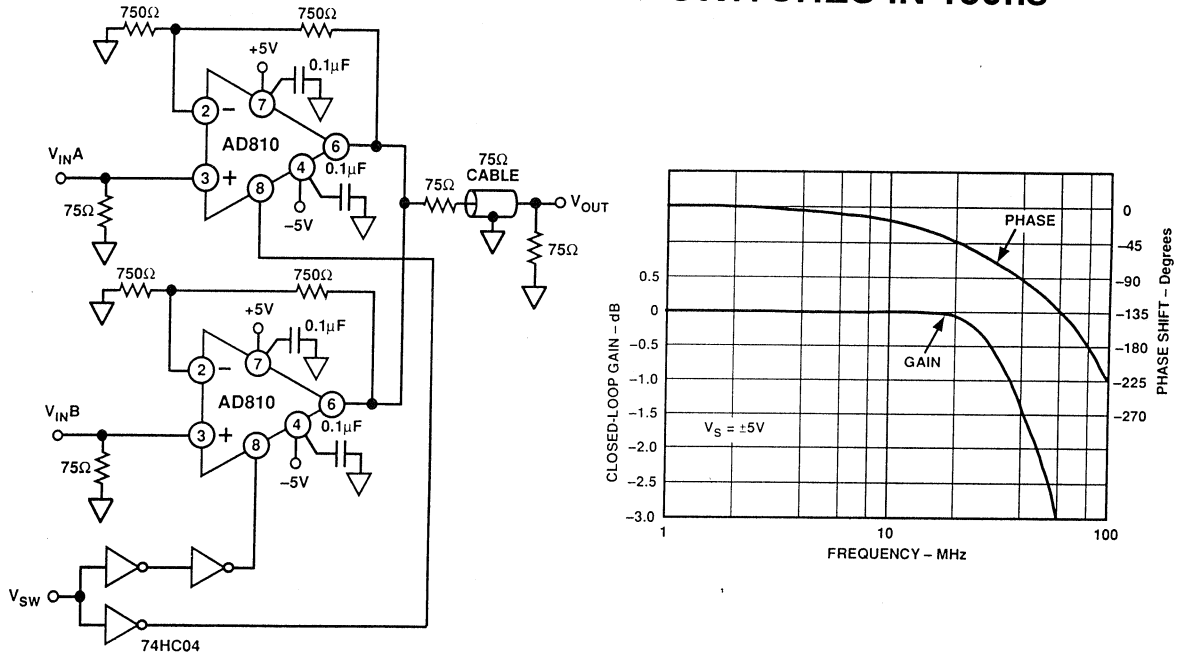 750Ω
750Ω
+5V
0.1µF
7
2
−
AD810
6
V_IN A
3
+
4
0.1µF
8
75Ω
−5V
75Ω
75Ω
CABLE
V_OUT
75Ω
750Ω
750Ω
+5V
0.1µF
7
2
−
AD810
6
V_IN B
3
+
4
0.1µF
8
75Ω
−5V
V_SW
74HC04
PHASE
GAIN
V_S = ±5V
CLOSED-LOOP GAIN – dB
0.5
0
−0.5
−1.0
−1.5
−2.0
−2.5
−3.0
0
−45
−90
−135
−180
−225
−270
PHASE SHIFT – Degrees
1
10
100
FREQUENCY – MHz